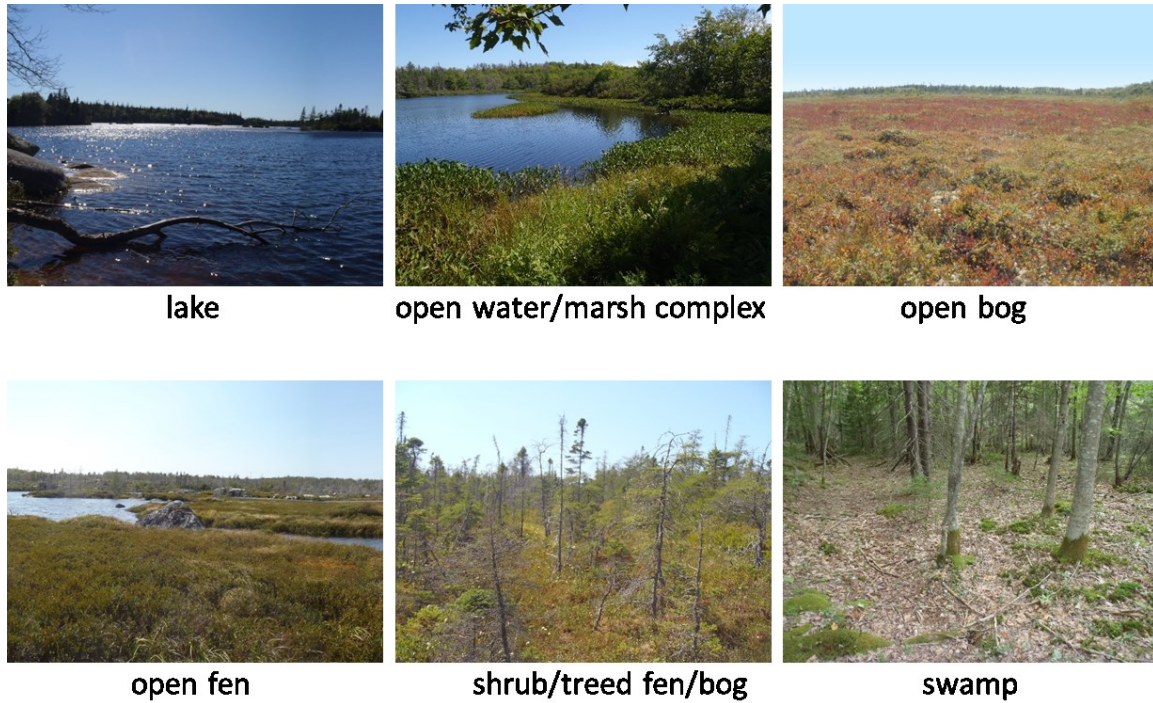 lake
open water/marsh complex
open bog
open fen
shrub/treed fen/bog
swamp